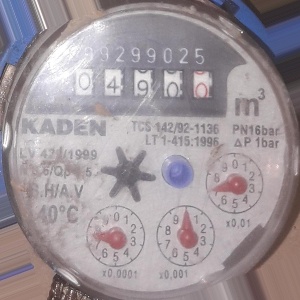 99299025
04900
m³
KADEN
TCS 142/92-1136
PN16bar
LT 1-415:1996
ΔP 1bar
H/A/V
40°C
x0,01
x0,0001
x0,001